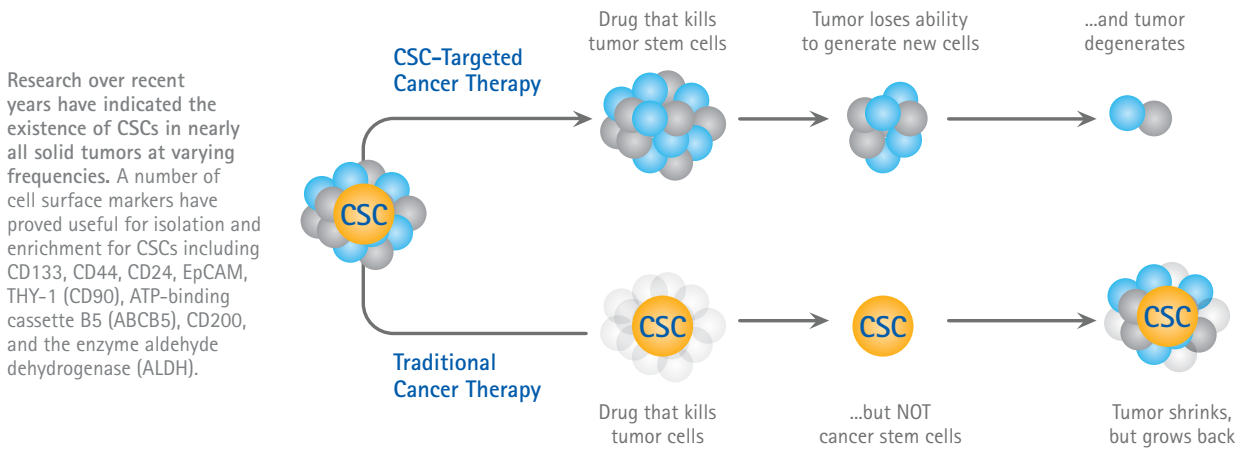 Research over recent
years have indicated the
existence of CSCs in nearly
all solid tumors at varying
frequencies. A number of
cell surface markers have
proved useful for isolation and
enrichment for CSCs including
CD133, CD44, CD24, EpCAM,
THY-1 (CD90), ATP-binding
cassette B5 (ABCB5), CD200,
and the enzyme aldehyde
dehydrogenase (ALDH).
CSC
CSC-Targeted
Cancer Therapy
Drug that kills
tumor stem cells
Tumor loses ability
to generate new cells
...and tumor
degenerates
Traditional
Cancer Therapy
CSC
Drug that kills
tumor cells
CSC
...but NOT
cancer stem cells
CSC
Tumor shrinks,
but grows back